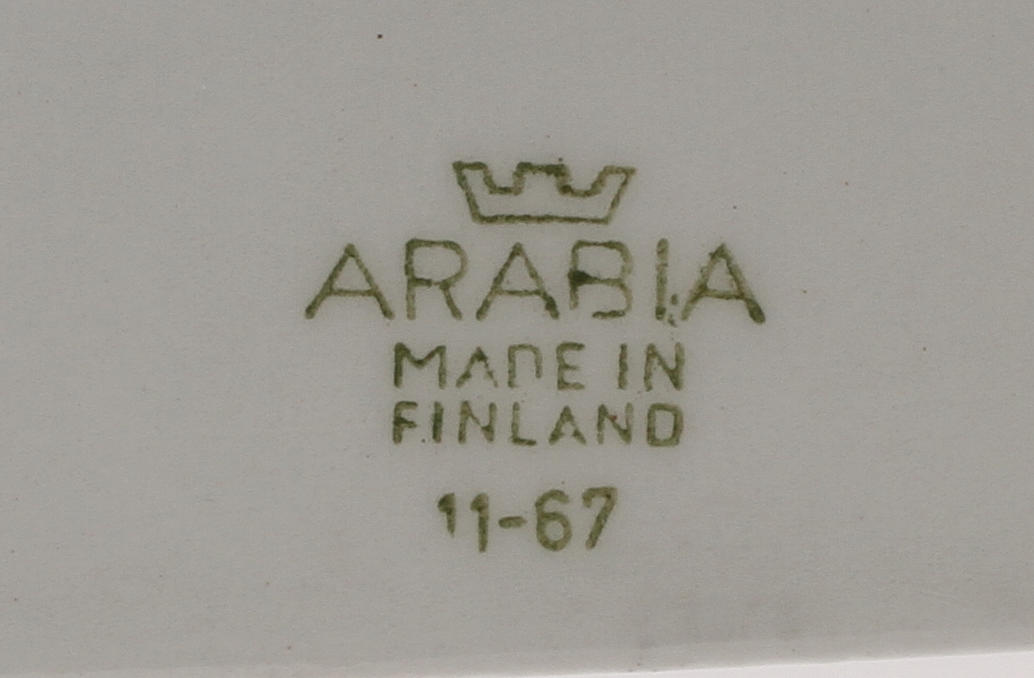 ARABIA
MADE IN
FINLAND
11-67